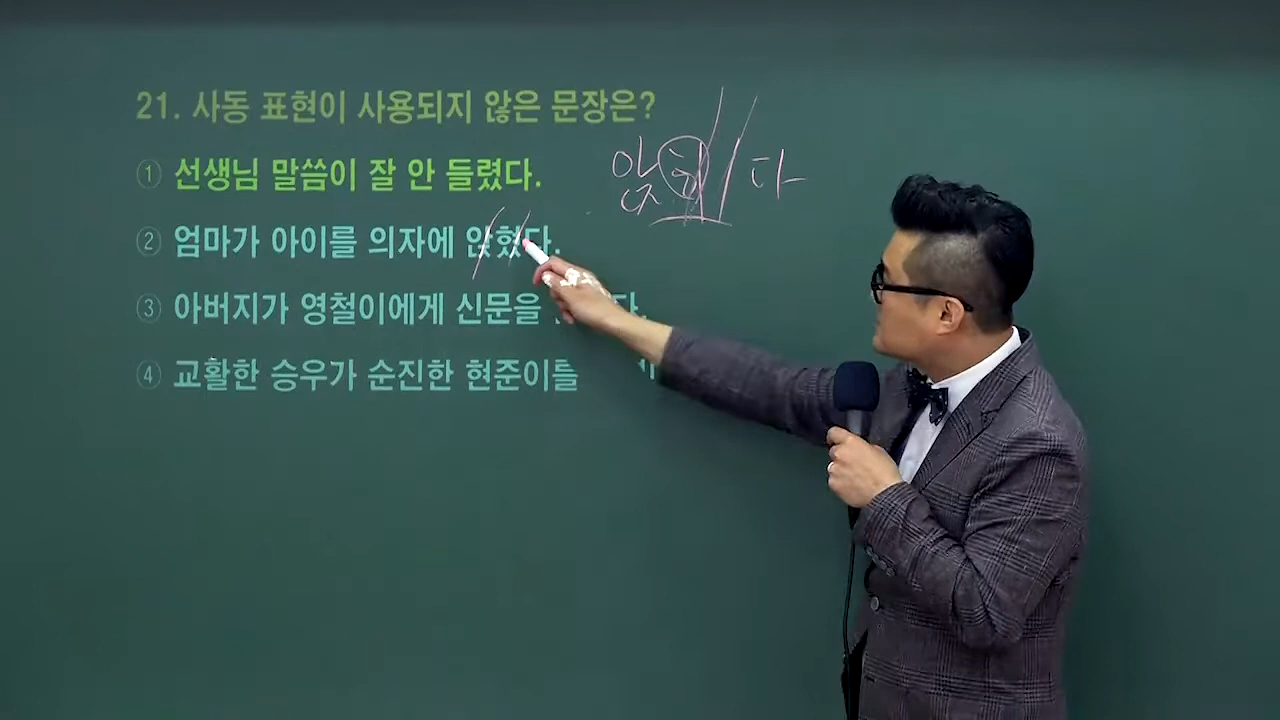 21. 사동 표현이 사용되지 않은 문장은?
① 선생님 말씀이 잘 안 들렸다.
앉히/다
② 엄마가 아이를 의자에 앉혔다.
③ 아버지가 영철이에게 신문을 다.
④ 교활한 승우가 순진한 현준이를